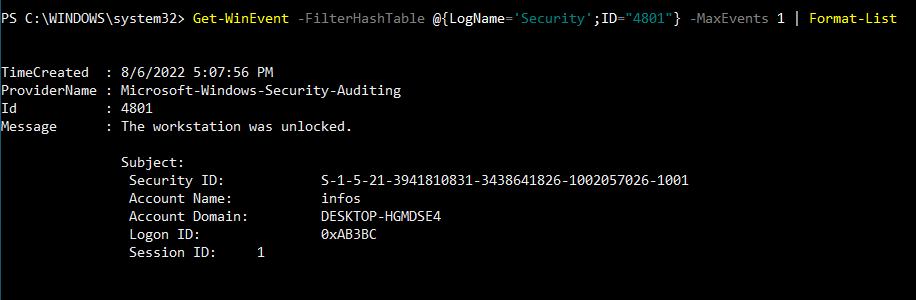 PS C:\WINDOWS\system32> Get-WinEvent -FilterHashTable @{LogName='Security';ID="4801"} -MaxEvents 1 | Format-List
TimeCreated  : 8/6/2022 5:07:56 PM
ProviderName : Microsoft-Windows-Security-Auditing
Id           : 4801
Message      : The workstation was unlocked.
Subject:
Security ID: S-1-5-21-3941810831-3438641826-1002057026-1001
Account Name: infos
Account Domain: DESKTOP-HGMDSE4
Logon ID: 0xAB3BC
Session ID: 1